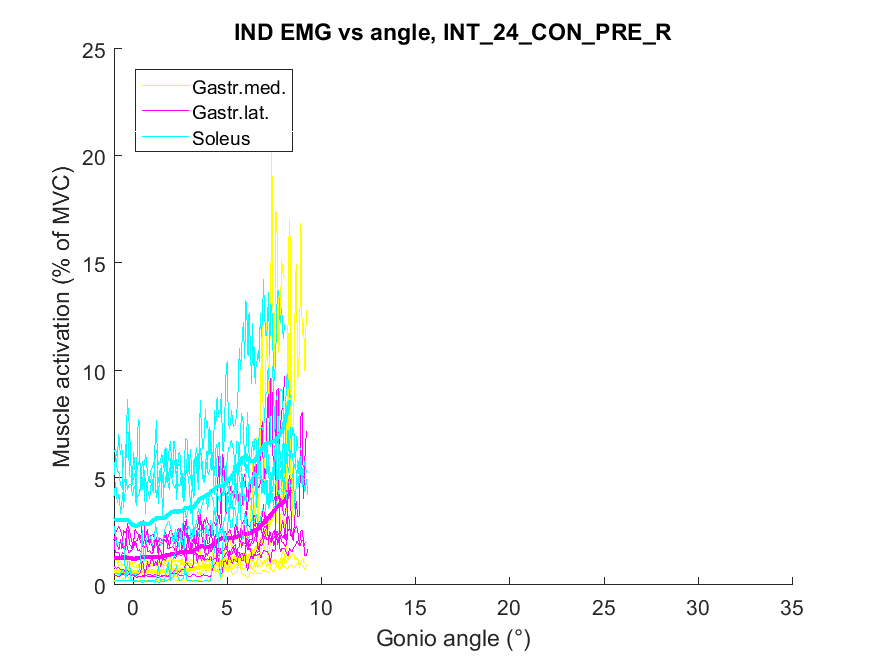 IND EMG vs angle, INT_24_CON_PRE_R
25
20
15
10
5
0
Muscle activation (% of MVC)
Gastr.med.
Gastr.lat.
Soleus
0 5 10 15 20 25 30 35
Gonio angle (°)